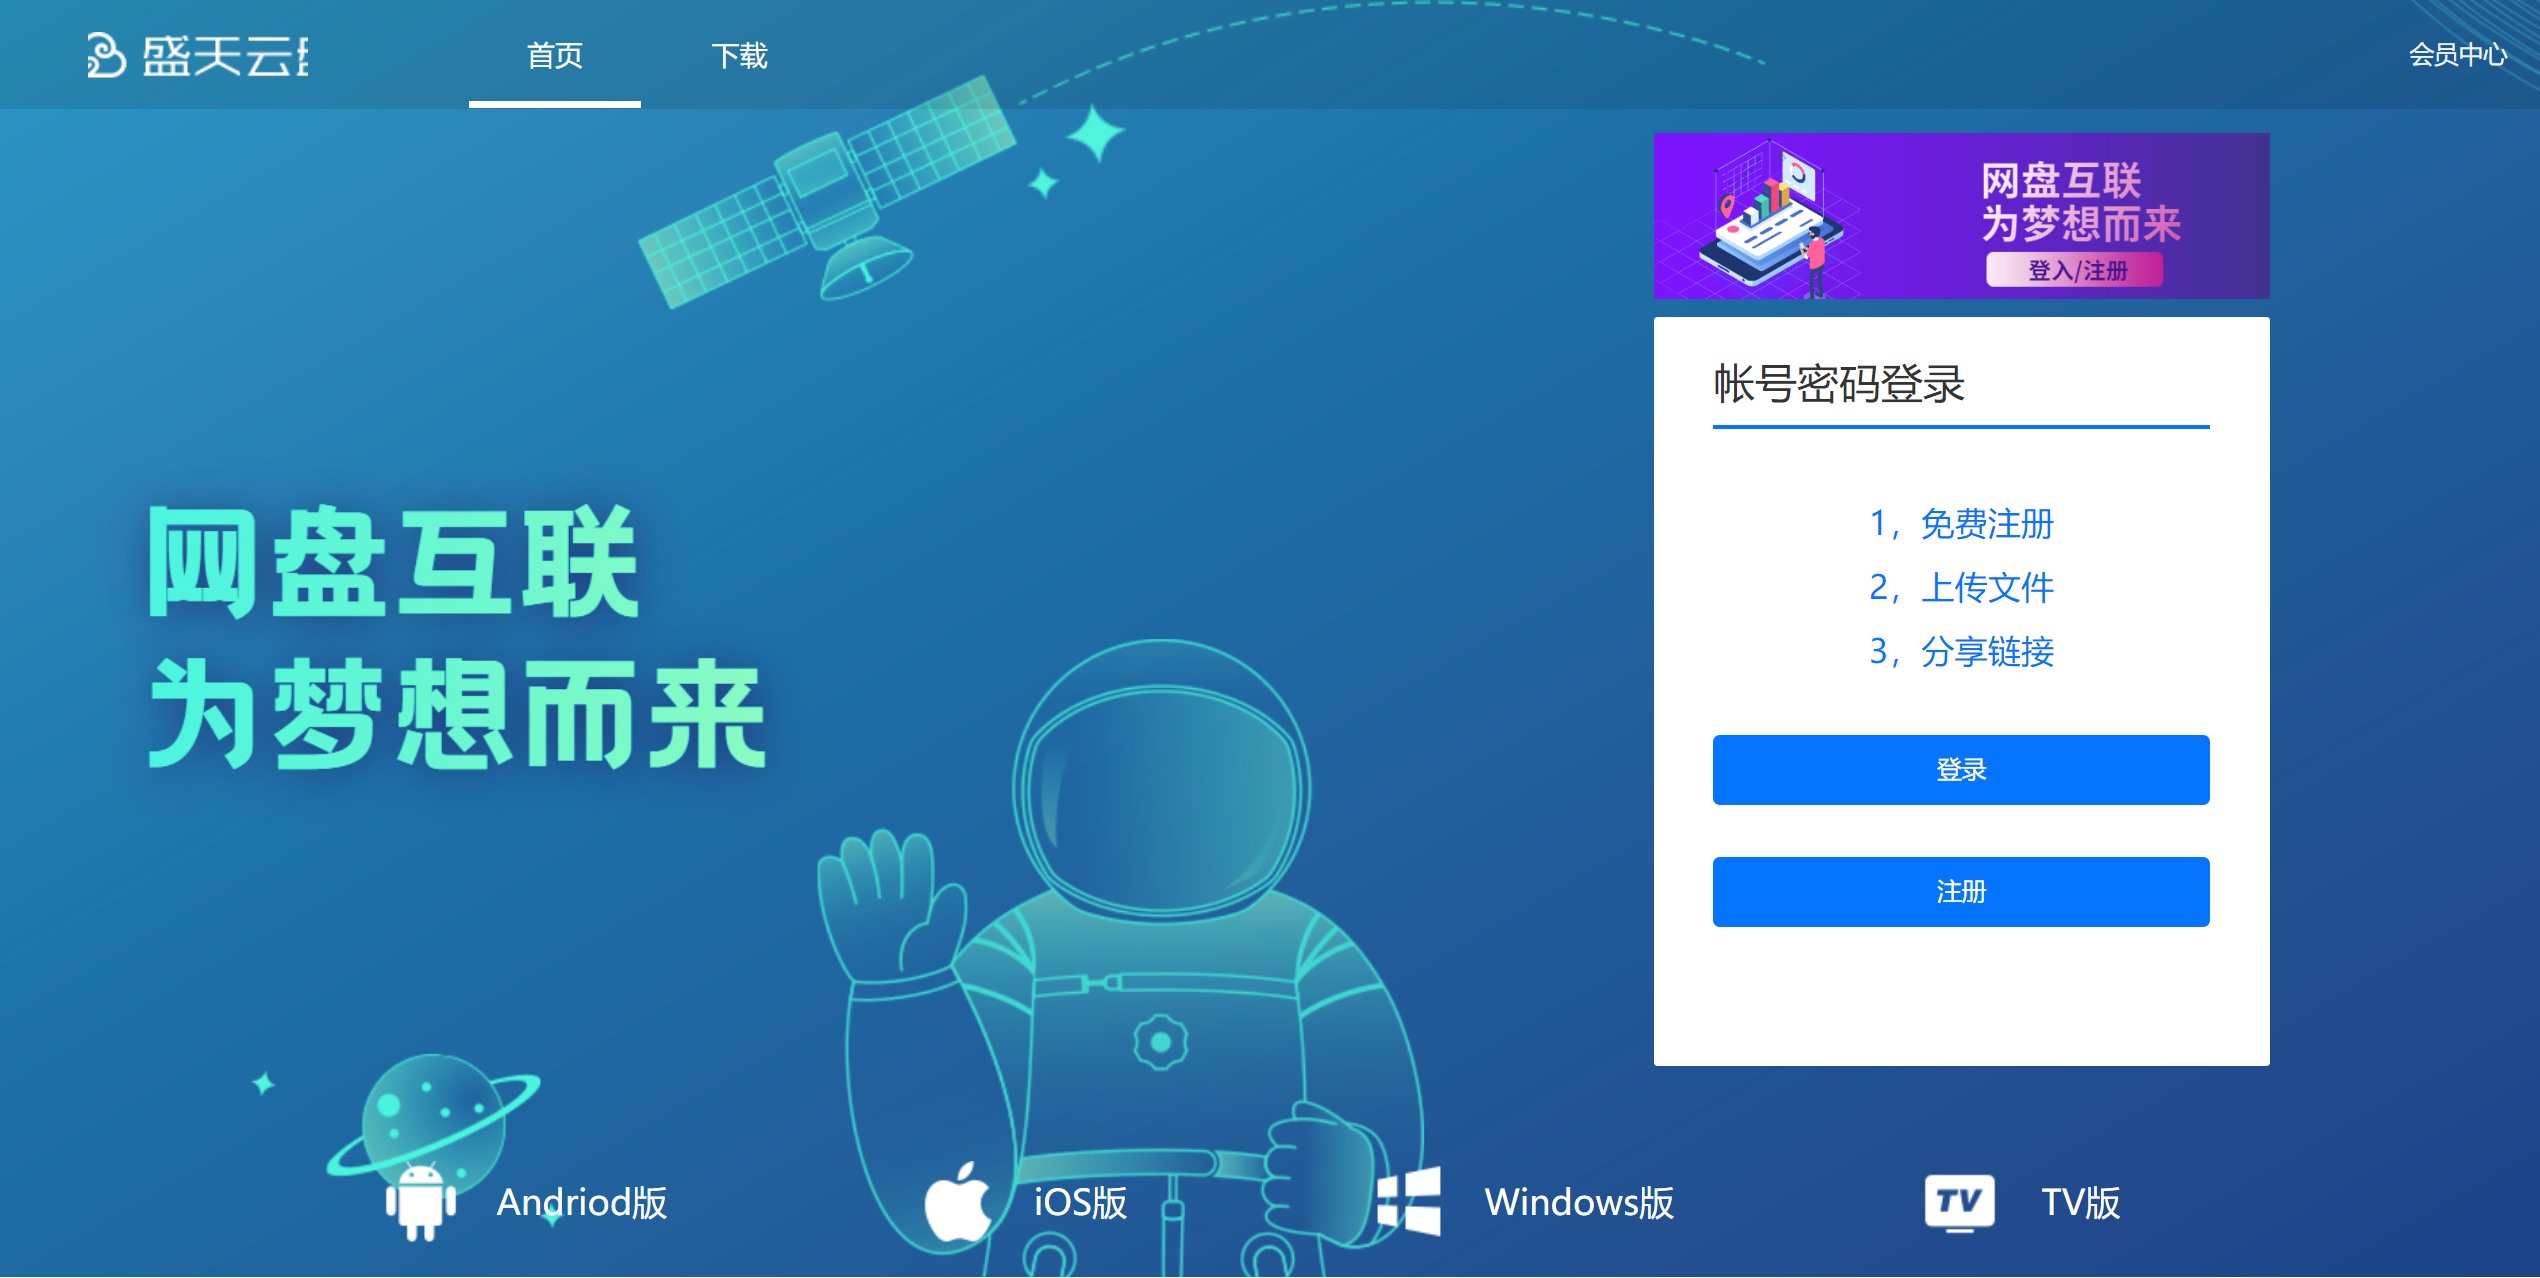 盛天云
首页
下载
会员中心
网盘互联
为梦想而来
登入/注册
帐号密码登录
1，免费注册
2，上传文件
3，分享链接
登录
注册
网盘互联
为梦想而来
Andriod版
iOS版
Windows版
TV
TV版